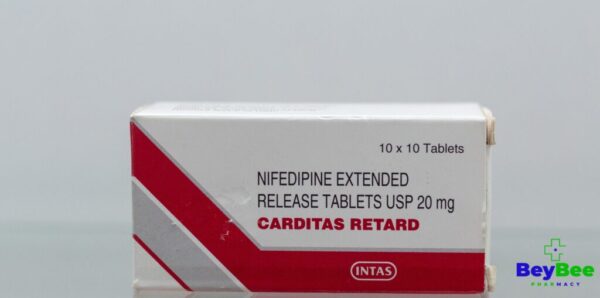 10 x 10 Tablets
NIFEDIPINE EXTENDED
RELEASE TABLETS USP 20 mg
CARDITAS RETARD
INTAS
BeyBee
PHARMACY